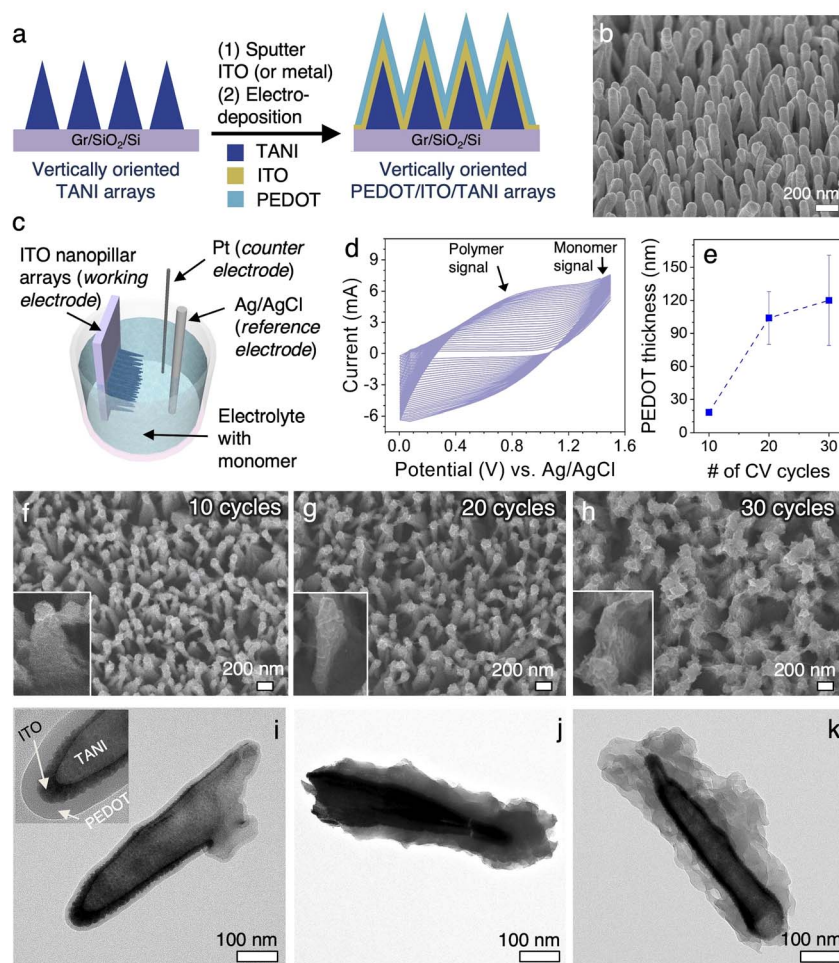 a
(1) Sputter
ITO (or metal)
(2) Electro-
deposition
Gr/SiO₂/Si
Gr/SiO₂/Si
TANI
ITO
PEDOT
Vertically oriented
TANI arrays
Vertically oriented
PEDOT/ITO/TANI arrays
b
200 nm
c
ITO nanopillar
arrays (working
electrode)
Pt (counter
electrode)
Ag/AgCl
(reference
electrode)
Electrolyte
with
monomer
d
Polymer
signal
Monomer
signal
Current (mA)
9
6
3
0
-3
-6
0.0 0.4 0.8 1.2 1.6
Potential (V) vs. Ag/AgCl
e
PEDOT thickness (nm)
150
120
90
60
30
0
10 20 30
# of CV cycles
f
10 cycles
200 nm
g
20 cycles
200 nm
h
30 cycles
200 nm
ITO
TANI
PEDOT
i
100 nm
j
100 nm
k
100 nm